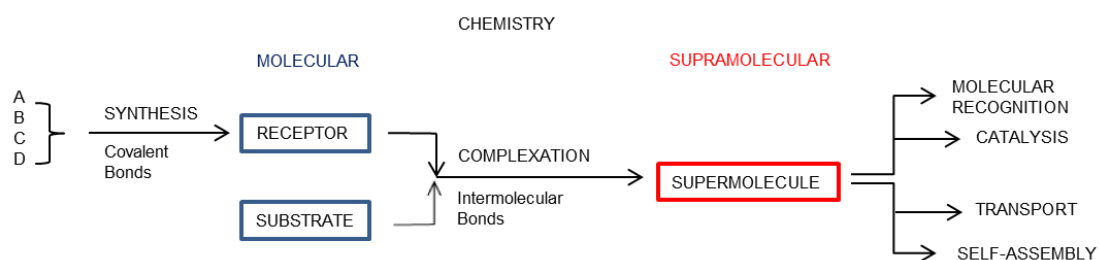 CHEMISTRY
MOLECULAR
SUPRAMOLECULAR
A
B
C
D
SYNTHESIS
Covalent
Bonds
RECEPTOR
SUBSTRATE
COMPLEXATION
Intermolecular
Bonds
SUPERMOLECULE
MOLECULAR
RECOGNITION
CATALYSIS
TRANSPORT
SELF-ASSEMBLY